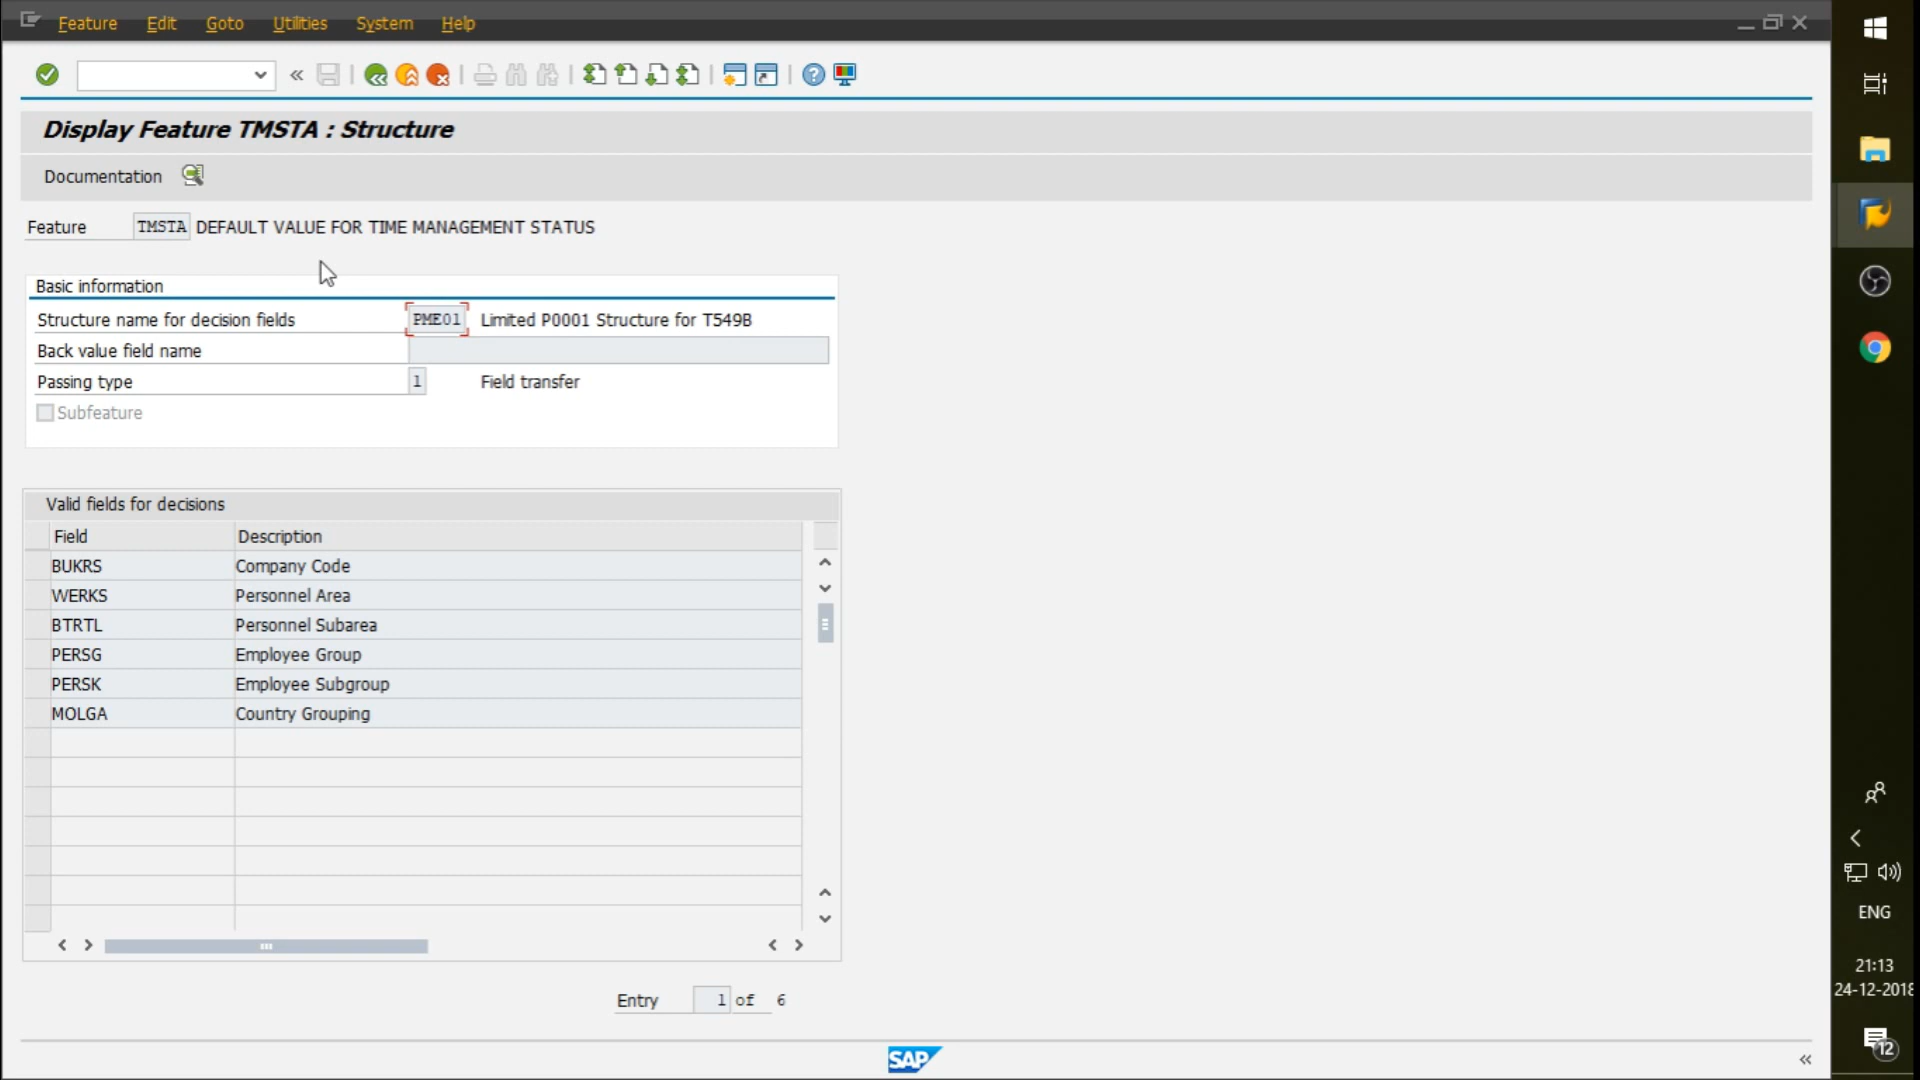 Feature Edit Goto Utilities System Help
Display Feature TMSTA : Structure
Documentation
Feature TMSTA DEFAULT VALUE FOR TIME MANAGEMENT STATUS
Basic information
Structure name for decision fields PME01 Limited P0001 Structure for T549B
Back value field name
Passing type 1 Field transfer
Subfeature
Valid fields for decisions
Field Description
BUKRS Company Code
WERKS Personnel Area
BTRTL Personnel Subarea
PERSG Employee Group
PERSK Employee Subgroup
MOLGA Country Grouping
Entry 1 of 6
SAP
ENG
21:13
24-12-2018
12